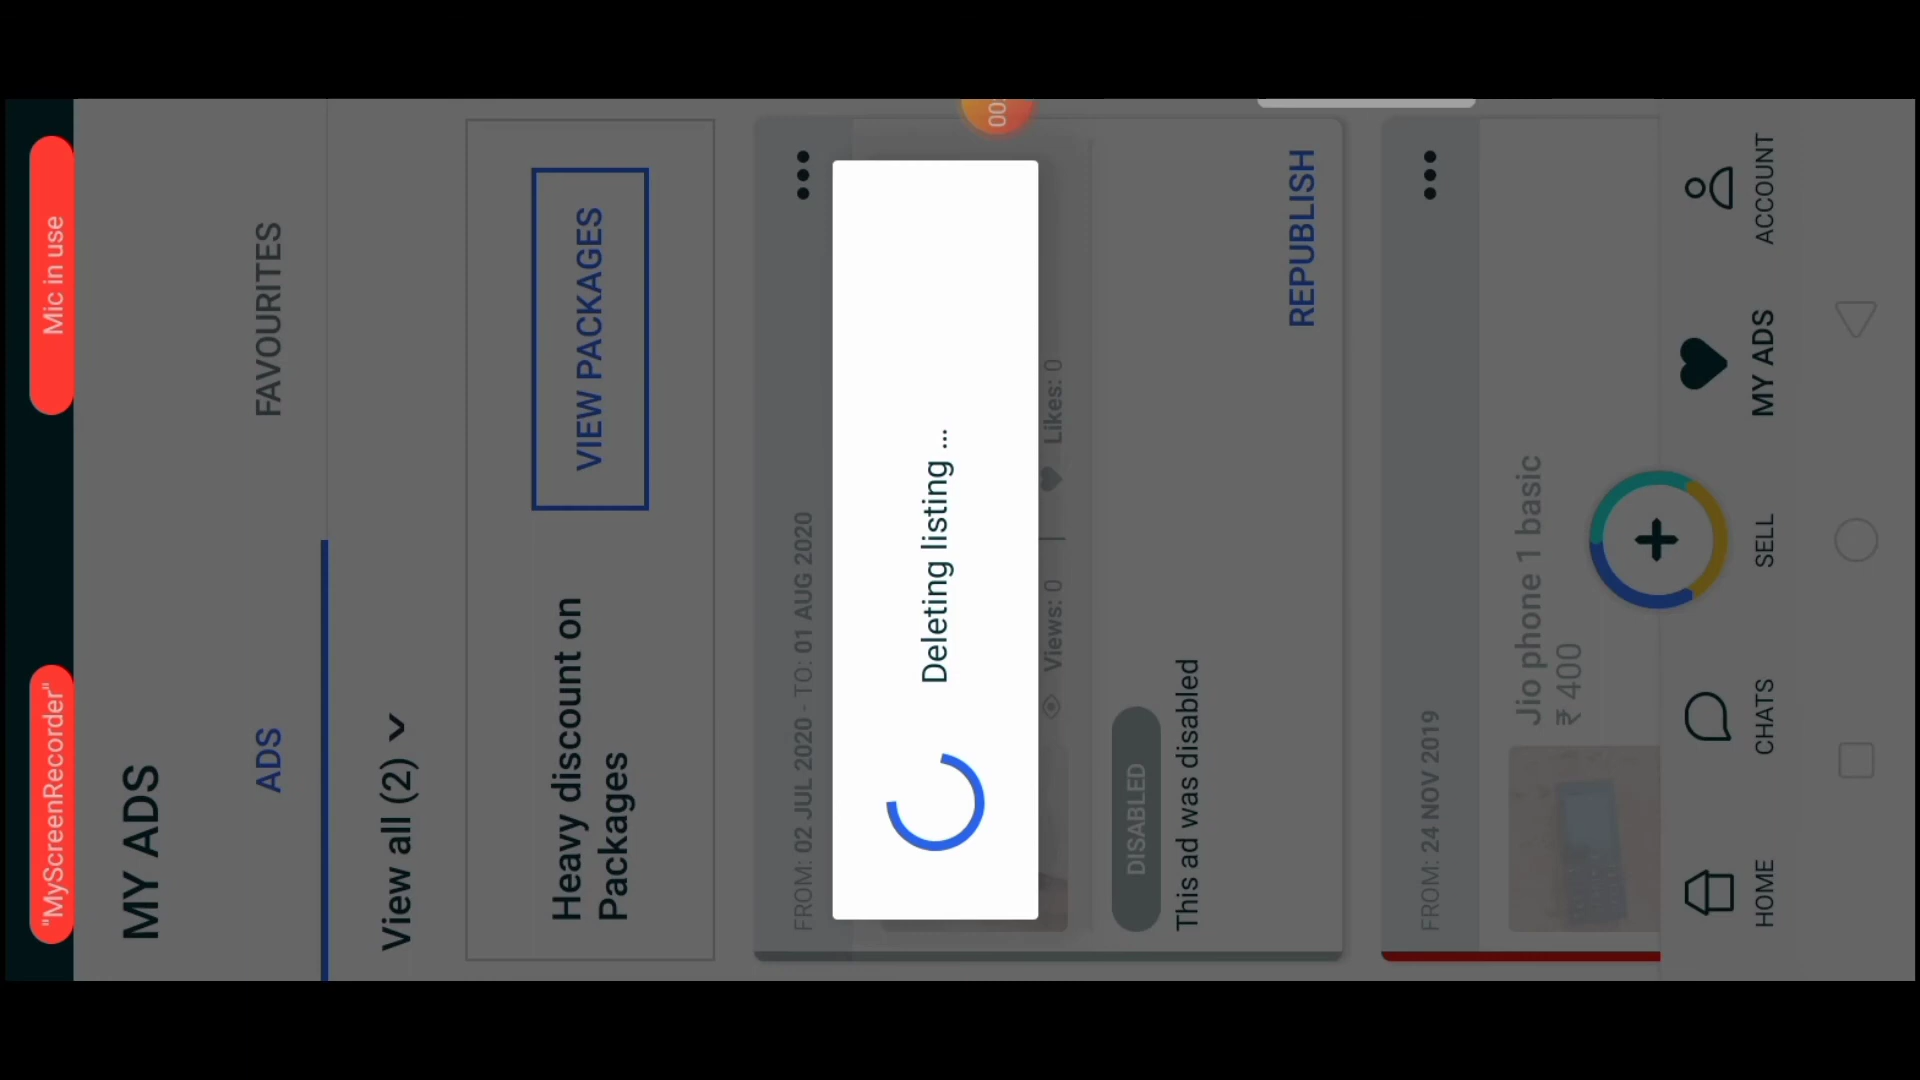 "MyScreenRecorder" Mic in use
MY ADS
ADS FAVOURITES
View all (2)
Heavy discount on
Packages
VIEW PACKAGES
FROM: 02 JUL 2020 - TO: 01 AUG 2020
00:
Deleting listing ...
Views: 0 Likes: 0
DISABLED
This ad was disabled
REPUBLISH
FROM: 24 NOV 2019
Jio phone 1 basic
₹ 400
HOME CHATS SELL MY ADS ACCOUNT